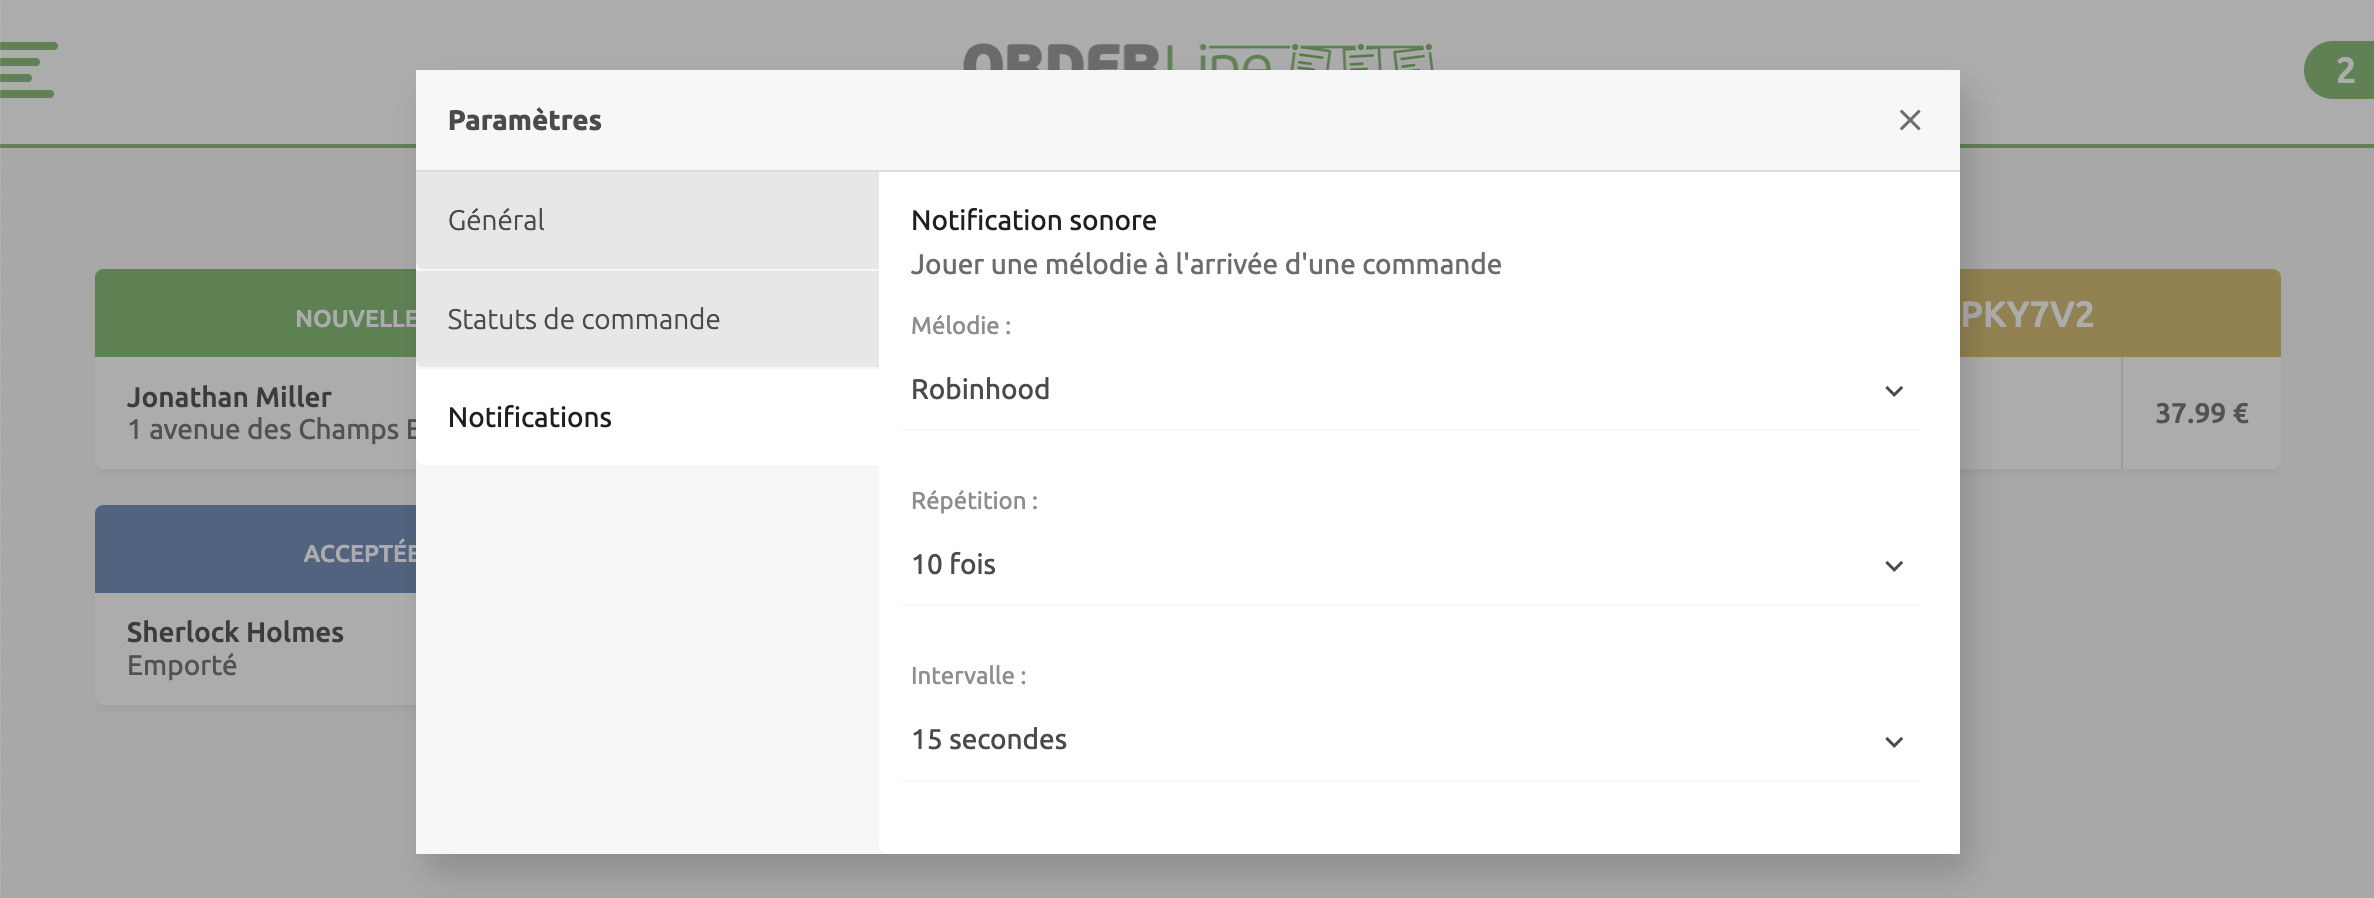 ORDERLine
2
Paramètres
Général
Statuts de commande
Notifications
Notification sonore
Jouer une mélodie à l'arrivée d'une commande
Mélodie :
Robinhood
Répétition :
10 fois
Intervalle :
15 secondes
NOUVELLE
Jonathan Miller
1 avenue des Champs
ACCEPTÉE
Sherlock Holmes
Emporté
PKY7V2
37.99 €